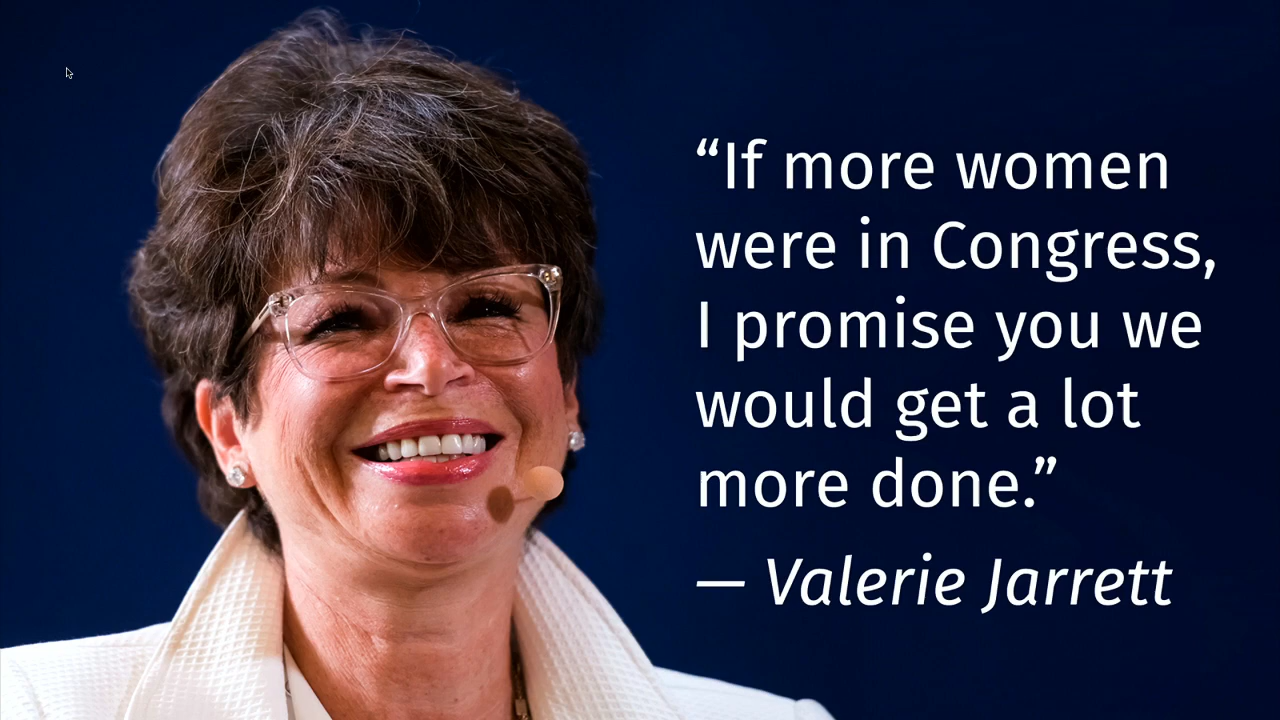 “If more women
were in Congress,
I promise you we
would get a lot
more done.”
— Valerie Jarrett